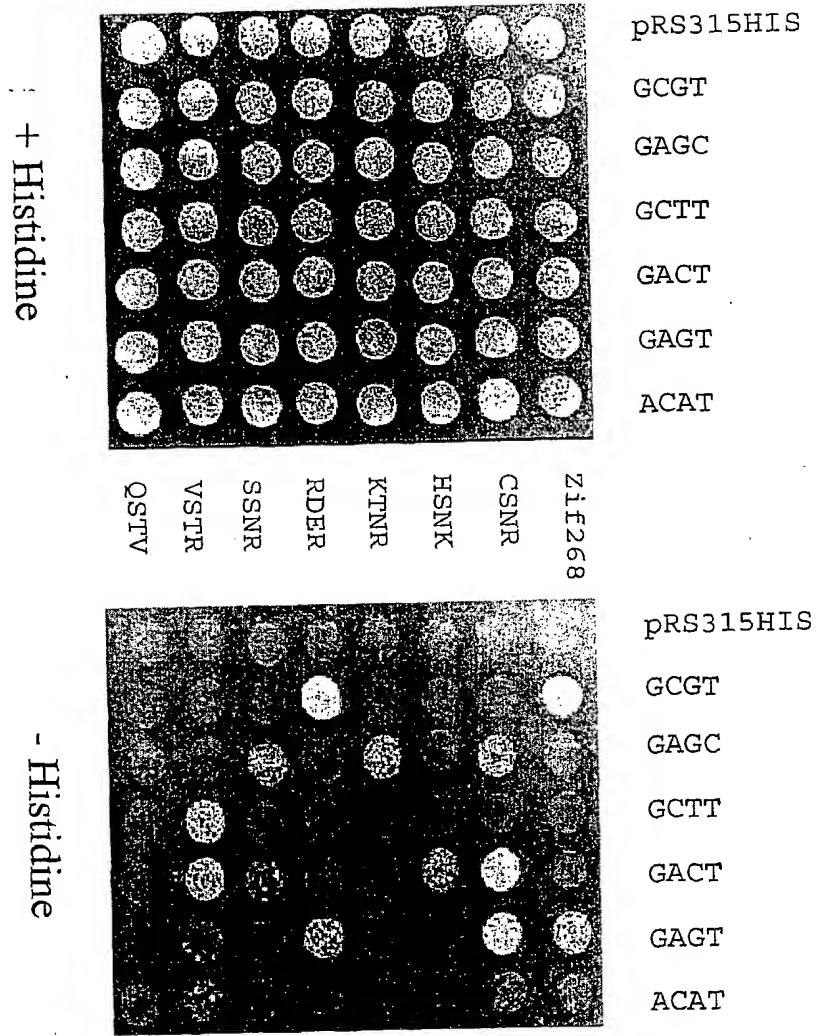 pRS315HIS
GCGT
GAGC
GCTT
GACT
GAGT
ACAT
+ Histidine
QSTV
VSTR
SSNR
RDER
KTNR
HSNK
CSNR
Zif268
pRS315HIS
GCGT
GAGC
GCTT
GACT
GAGT
ACAT
- Histidine